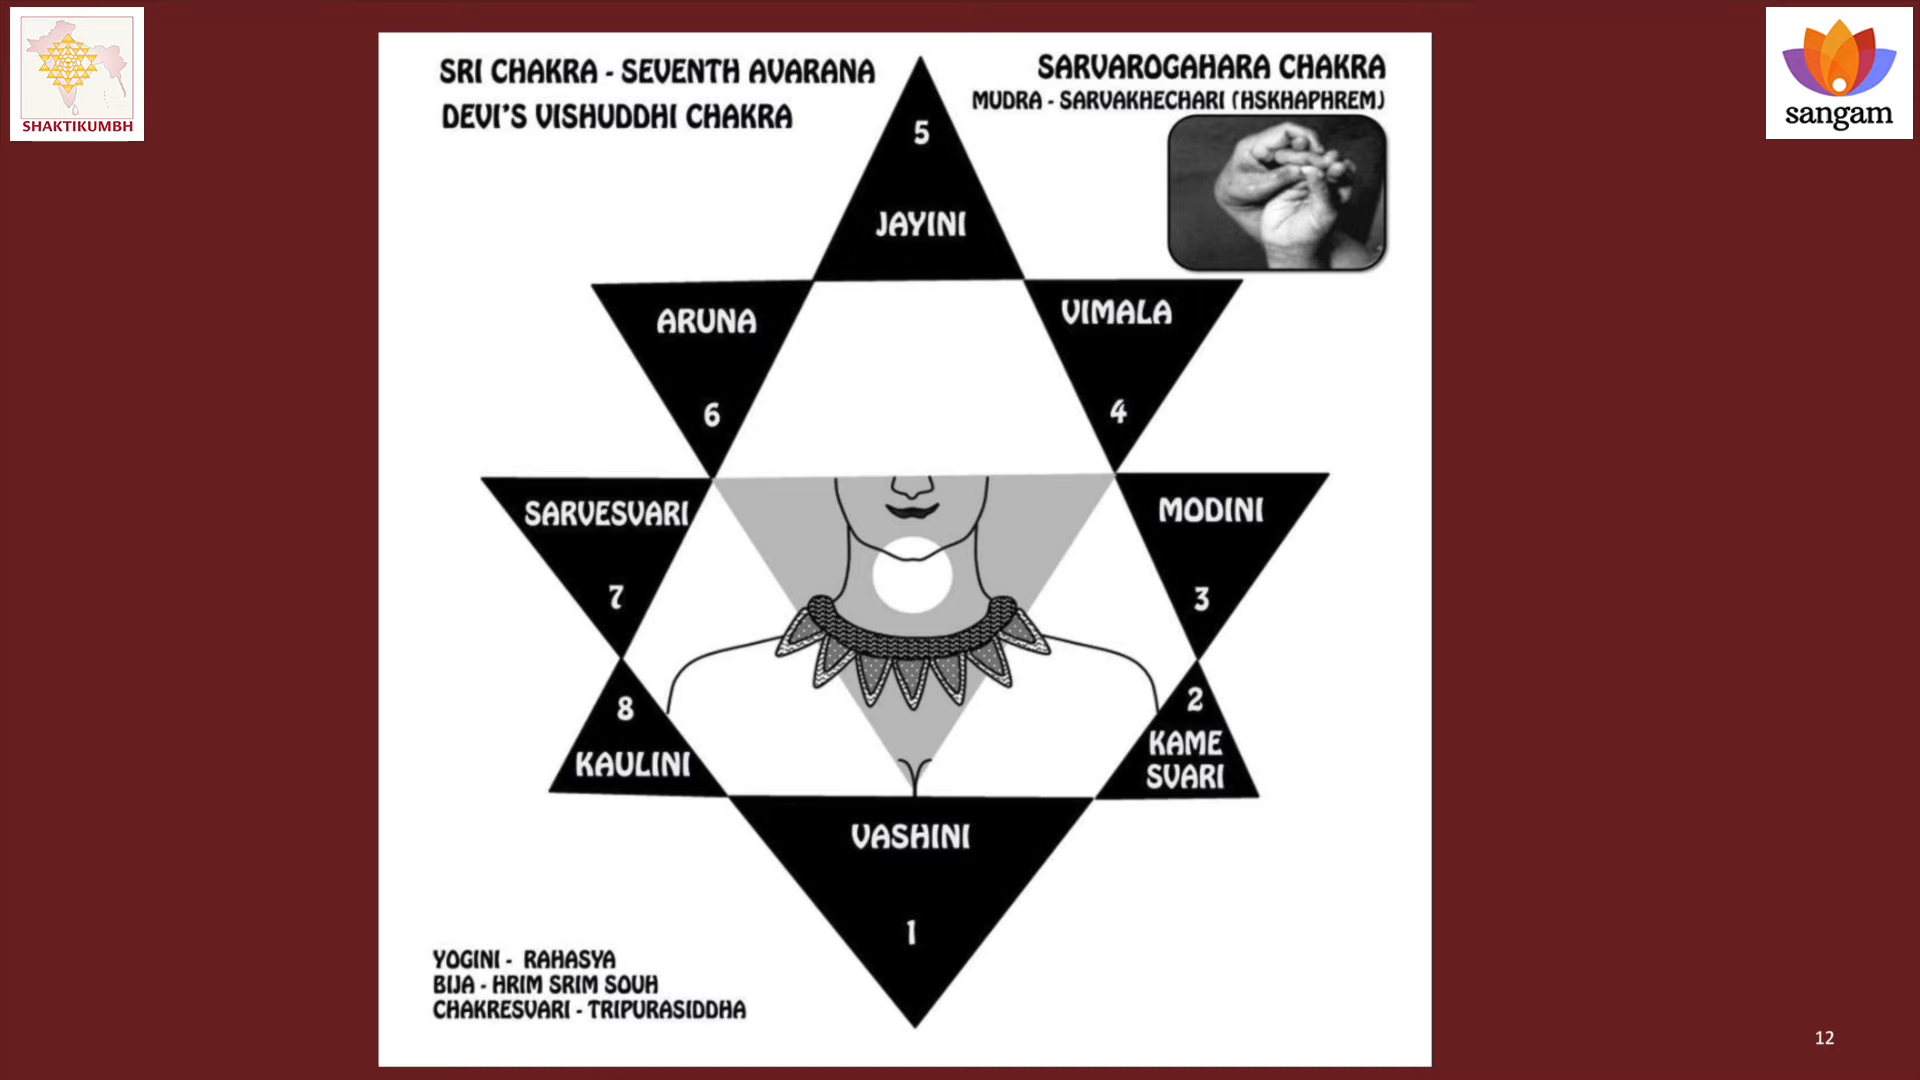 SHAKTIKUMBH
SRI CHAKRA - SEVENTH AVARANA
DEVI'S VISHUDDHI CHAKRA
SARVAROGAHARA CHAKRA
MUDRA - SARVAKHECHARI (HSKHAPHREM)
sangam
5
JAYINI
ARUNA
6
VIMALA
4
SARVESVARI
7
MODINI
3
8
KAULINI
2
KAME
SVARI
VASHINI
1
YOGINI - RAHASYA
BIJA - HRIM SRIM SOUH
CHAKRESVARI - TRIPURASIDDHA
12